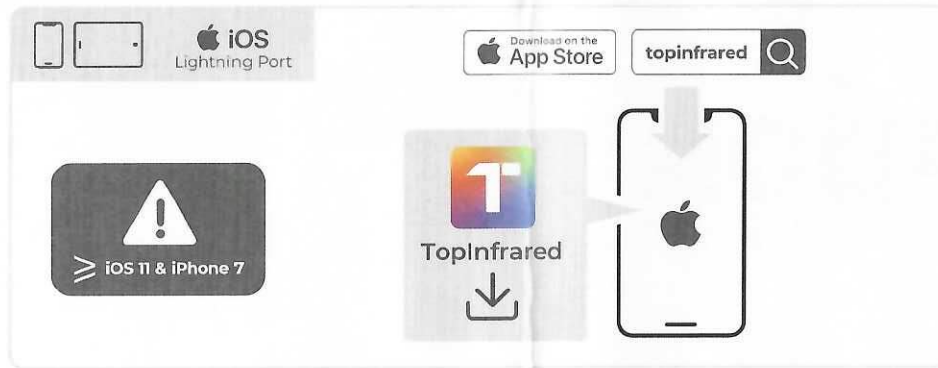 iOS
Lightning Port
Download on the
App Store
topinfrared
⩾ iOS 11 & iPhone 7
TopInfrared